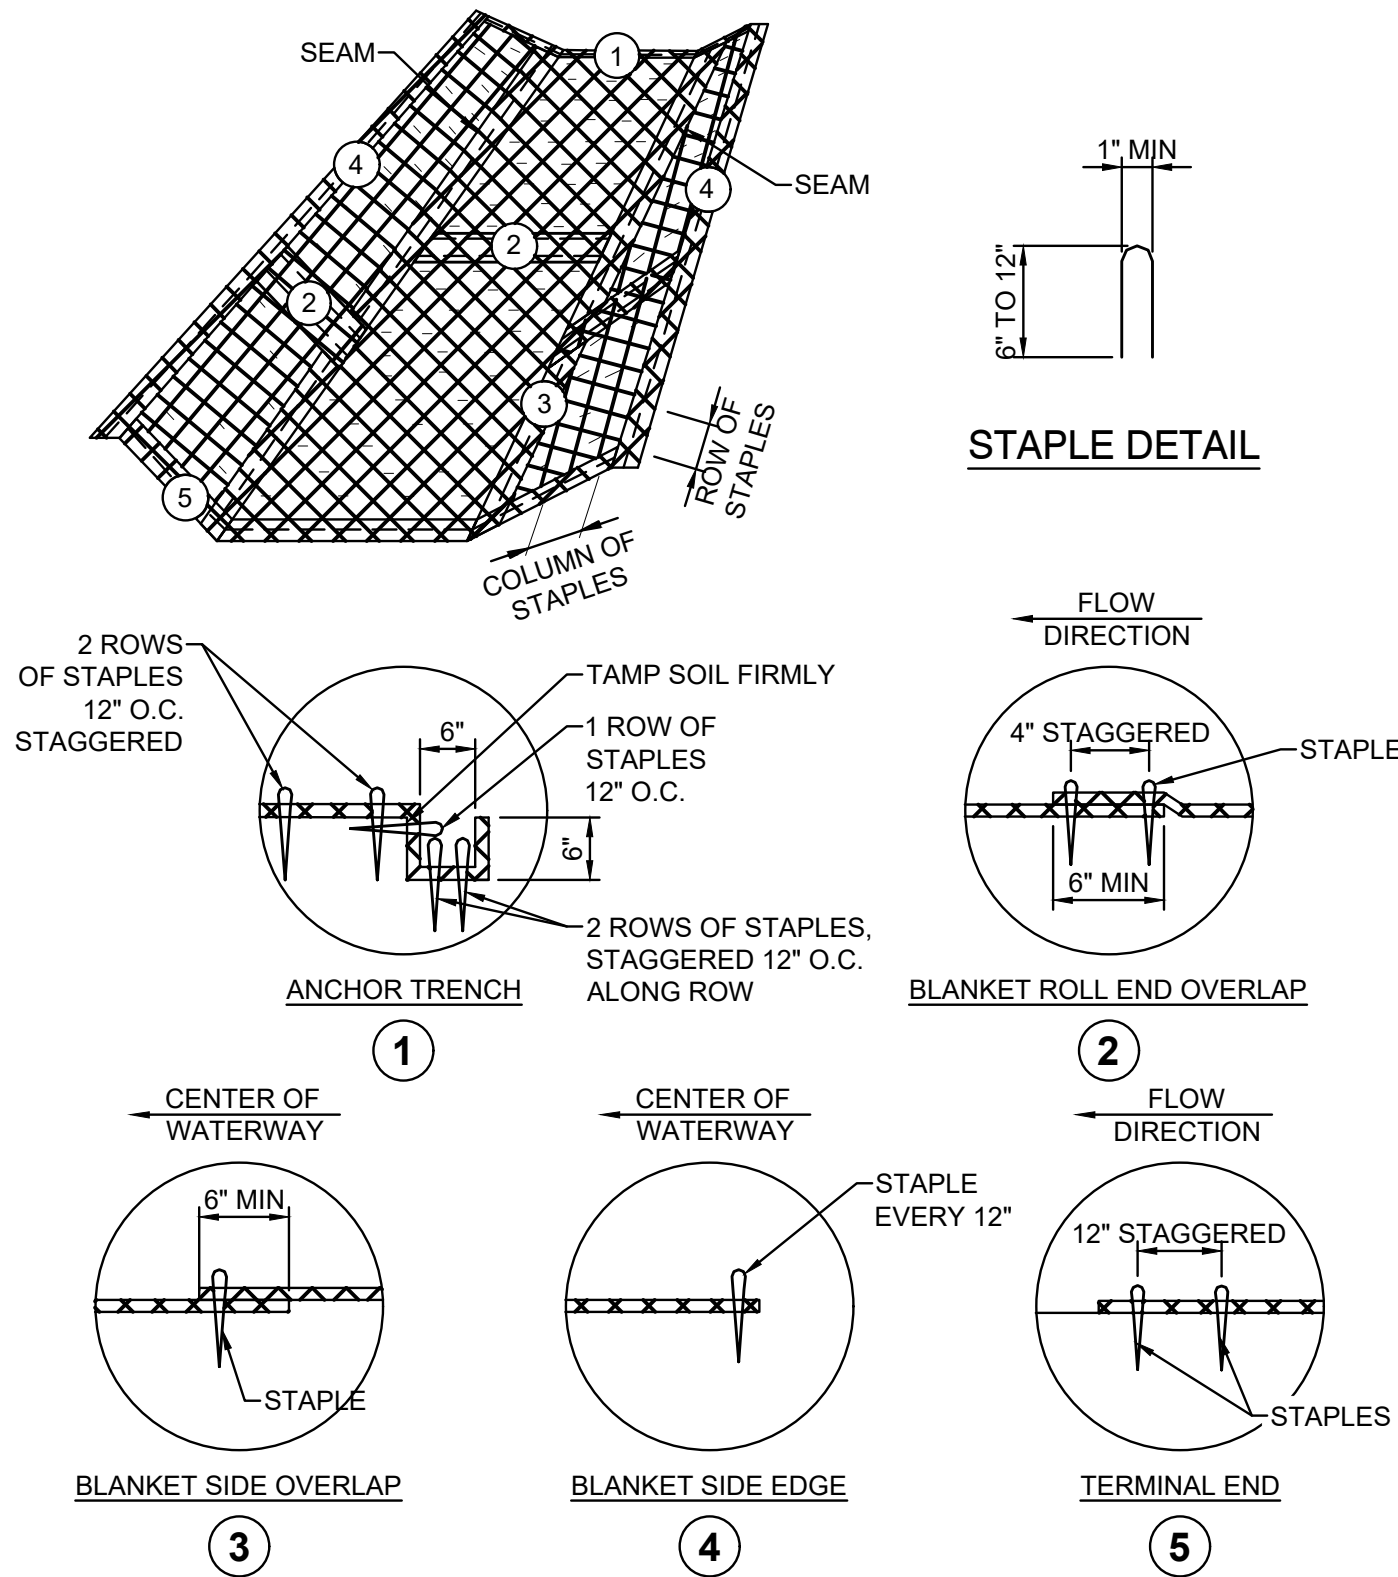 SEAM
1
4
4
SEAM
2
2
3
5
ROW OF
STAPLES
COLUMN OF
STAPLES
1" MIN
6" TO 12"
STAPLE DETAIL
2 ROWS
OF STAPLES
12" O.C.
STAGGERED
TAMP SOIL FIRMLY
6"
1 ROW OF
STAPLES
12" O.C.
6"
2 ROWS OF STAPLES,
STAGGERED 12" O.C.
ALONG ROW
ANCHOR TRENCH
1
FLOW
DIRECTION
4" STAGGERED
STAPLE
6" MIN
BLANKET ROLL END OVERLAP
2
CENTER OF
WATERWAY
6" MIN
STAPLE
BLANKET SIDE OVERLAP
3
CENTER OF
WATERWAY
STAPLE
EVERY 12"
BLANKET SIDE EDGE
4
FLOW
DIRECTION
12" STAGGERED
STAPLES
TERMINAL END
5